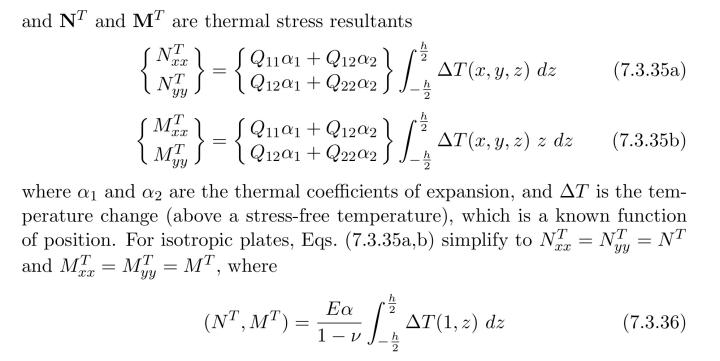 and $\mathbf{N}^T$ and $\mathbf{M}^T$ are thermal stress resultants
$\left\{ \begin{matrix} N_{xx}^T \\ N_{yy}^T \end{matrix} \right\} = \left\{ \begin{matrix} Q_{11}\alpha_1 + Q_{12}\alpha_2 \\ Q_{12}\alpha_1 + Q_{22}\alpha_2 \end{matrix} \right\} \int_{-\frac{h}{2}}^{\frac{h}{2}} \Delta T(x, y, z) \, dz$ (7.3.35a)
$\left\{ \begin{matrix} M_{xx}^T \\ M_{yy}^T \end{matrix} \right\} = \left\{ \begin{matrix} Q_{11}\alpha_1 + Q_{12}\alpha_2 \\ Q_{12}\alpha_1 + Q_{22}\alpha_2 \end{matrix} \right\} \int_{-\frac{h}{2}}^{\frac{h}{2}} \Delta T(x, y, z) \, z \, dz$ (7.3.35b)
where $\alpha_1$ and $\alpha_2$ are the thermal coefficients of expansion, and $\Delta T$ is the tem-
perature change (above a stress-free temperature), which is a known function
of position. For isotropic plates, Eqs. (7.3.35a,b) simplify to $N_{xx}^T = N_{yy}^T = N^T$
and $M_{xx}^T = M_{yy}^T = M^T$, where
$(N^T, M^T) = \frac{E\alpha}{1 - \nu} \int_{-\frac{h}{2}}^{\frac{h}{2}} \Delta T(1, z) \, dz$ (7.3.36)